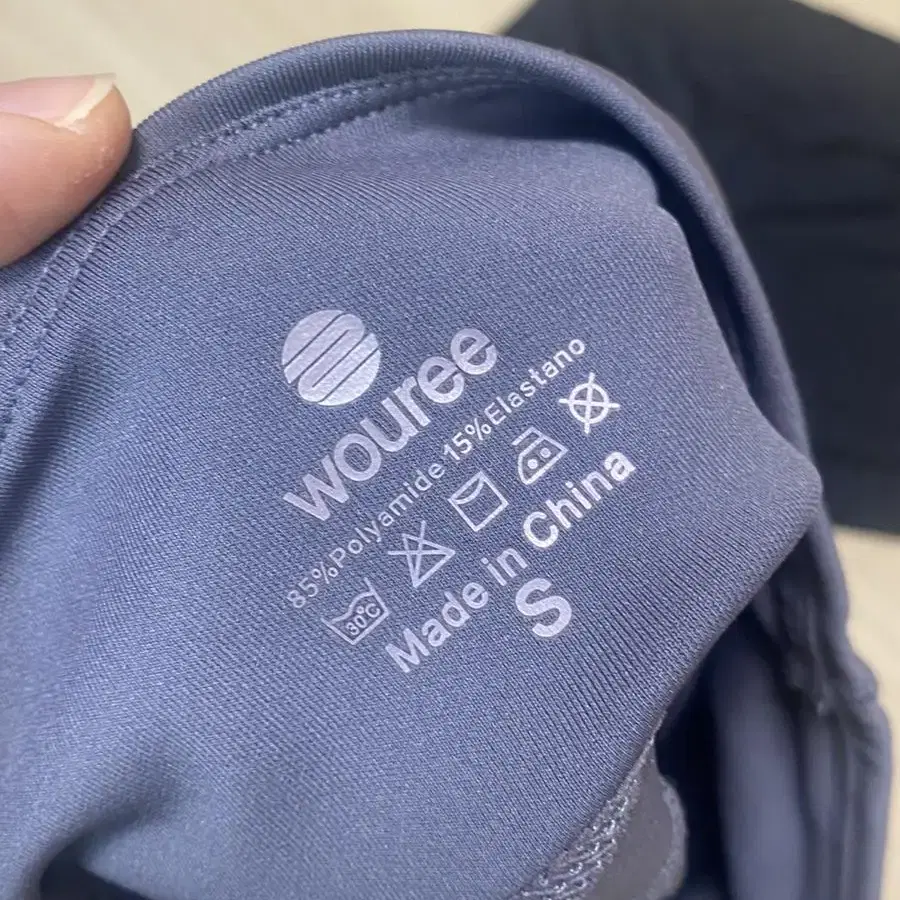 wouree
85%Polyamide 15%Elastano
30°C
Made in China
S